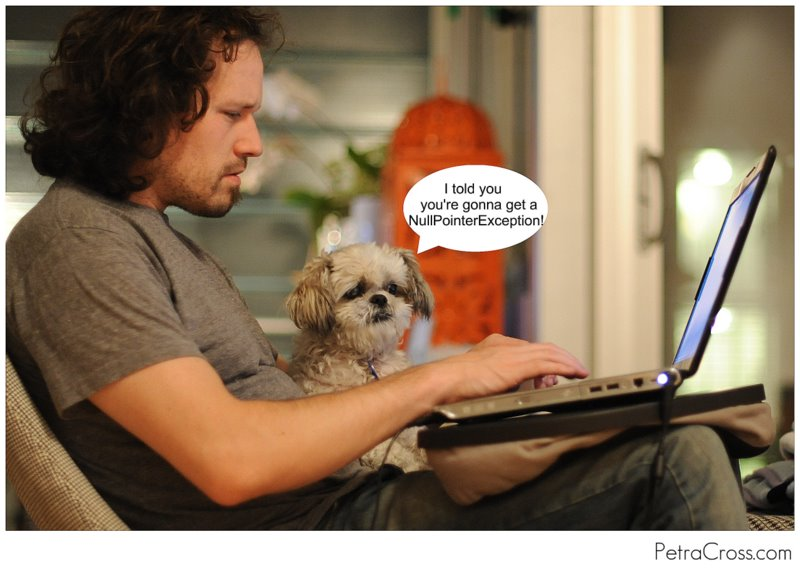 I told you
you're gonna get a
NullPointerException!
PetraCross.com